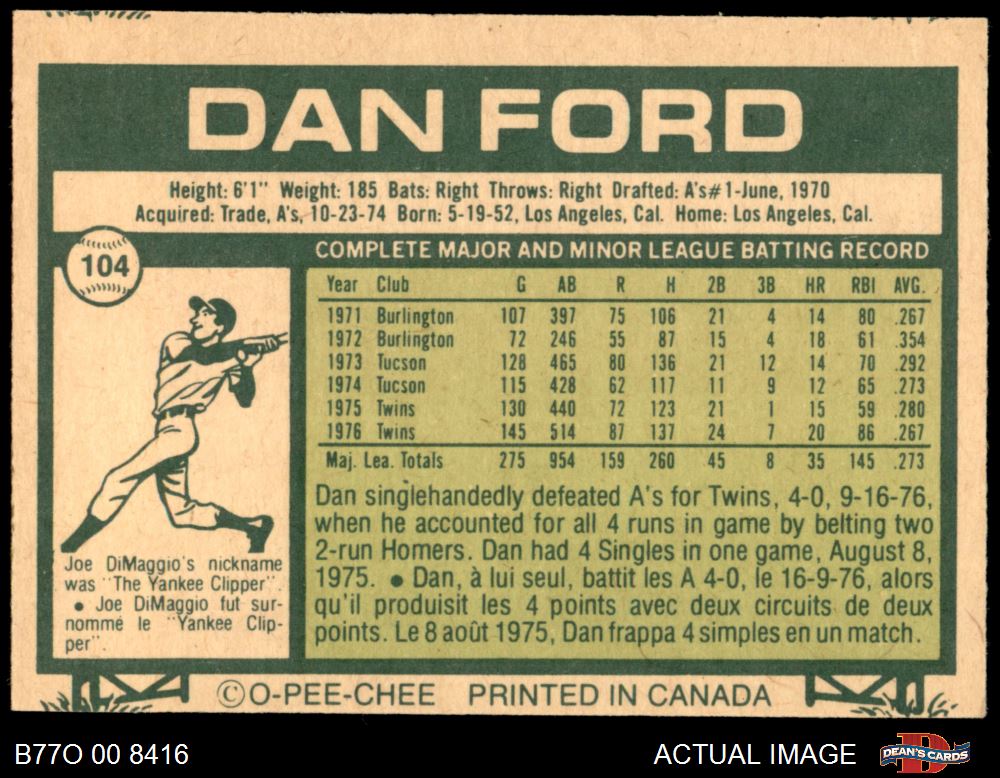 DAN FORD
Height: 6'1" Weight: 185 Bats: Right Throws: Right Drafted: A's#1-June, 1970
Acquired: Trade, A's, 10-23-74 Born: 5-19-52, Los Angeles, Cal. Home: Los Angeles, Cal.
104
COMPLETE MAJOR AND MINOR LEAGUE BATTING RECORD
Year Club G AB R H 2B 3B HR RBI AVG.
1971 Burlington 107 397 75 106 21 4 14 80 .267
1972 Burlington 72 246 55 87 15 4 18 61 .354
1973 Tucson 128 465 80 136 21 12 14 70 .292
1974 Tucson 115 428 62 117 11 9 12 65 .273
1975 Twins 130 440 72 123 21 1 15 59 .280
1976 Twins 145 514 87 137 24 7 20 86 .267
Maj. Lea. Totals 275 954 159 260 45 8 35 145 .273
Dan singlehandedly defeated A's for Twins, 4-0, 9-16-76,
when he accounted for all 4 runs in game by belting two
2-run Homers. Dan had 4 Singles in one game, August 8,
1975. ● Dan, à lui seul, battit les A 4-0, le 16-9-76, alors
qu'il produisit les 4 points avec deux circuits de deux
points. Le 8 août 1975, Dan frappa 4 simples en un match.
Joe DiMaggio's nickname
was "The Yankee Clipper".
● Joe DiMaggio fut sur-
nommé le "Yankee Clip-
per".
© O-PEE-CHEE PRINTED IN CANADA
B77O 00 8416
ACTUAL IMAGE
DEAN'S CARDS